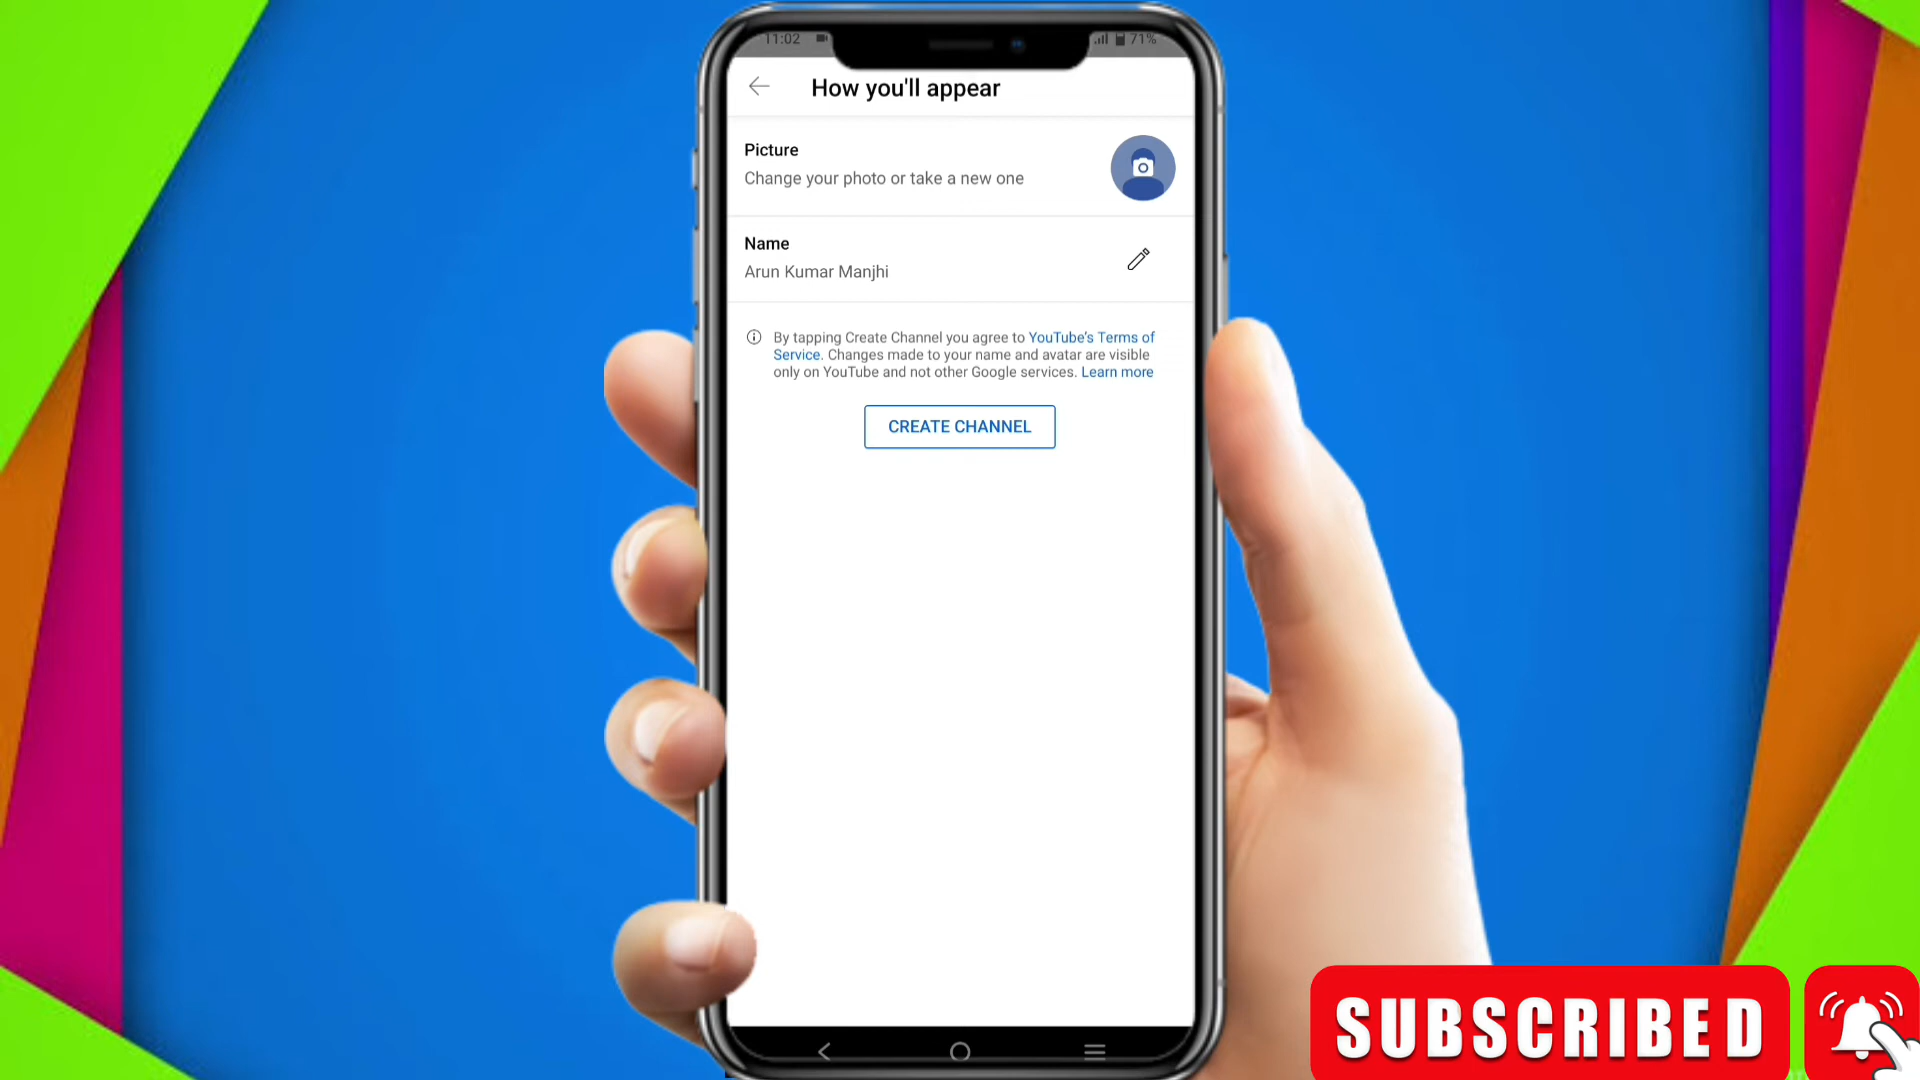 11:02
71%
How you'll appear
Picture
Change your photo or take a new one
Name
Arun Kumar Manjhi
By tapping Create Channel you agree to YouTube's Terms of
Service. Changes made to your name and avatar are visible
only on YouTube and not other Google services. Learn more
CREATE CHANNEL
SUBSCRIBED